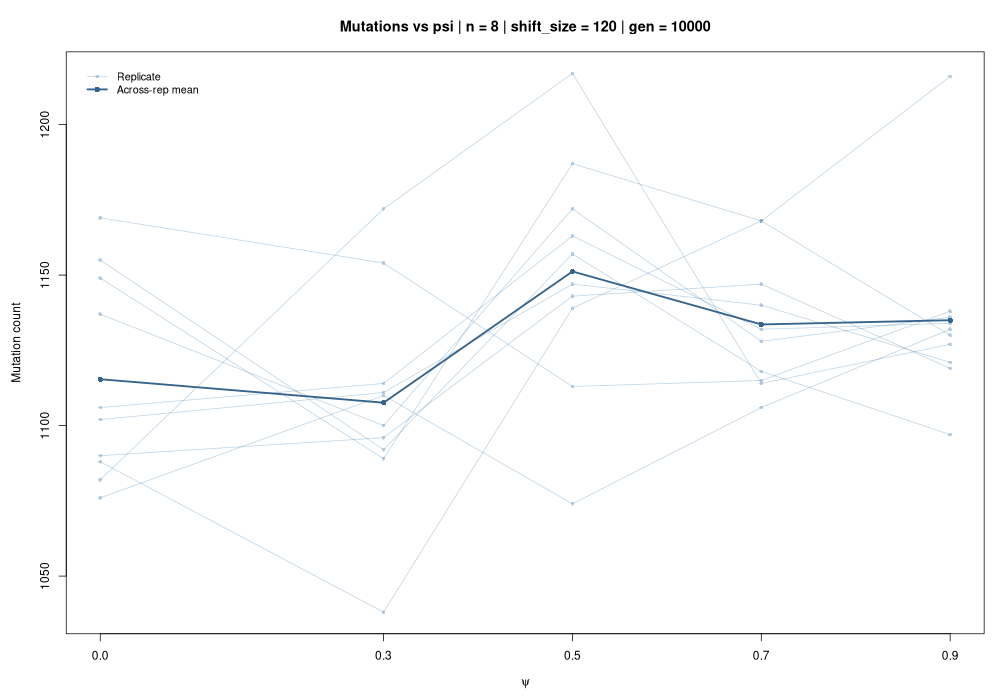 Mutations vs psi | n = 8 | shift_size = 120 | gen = 10000
Replicate
Across-rep mean
1200
1150
1100
1050
Mutation count
0.0 0.3 0.5 0.7 0.9
ψ